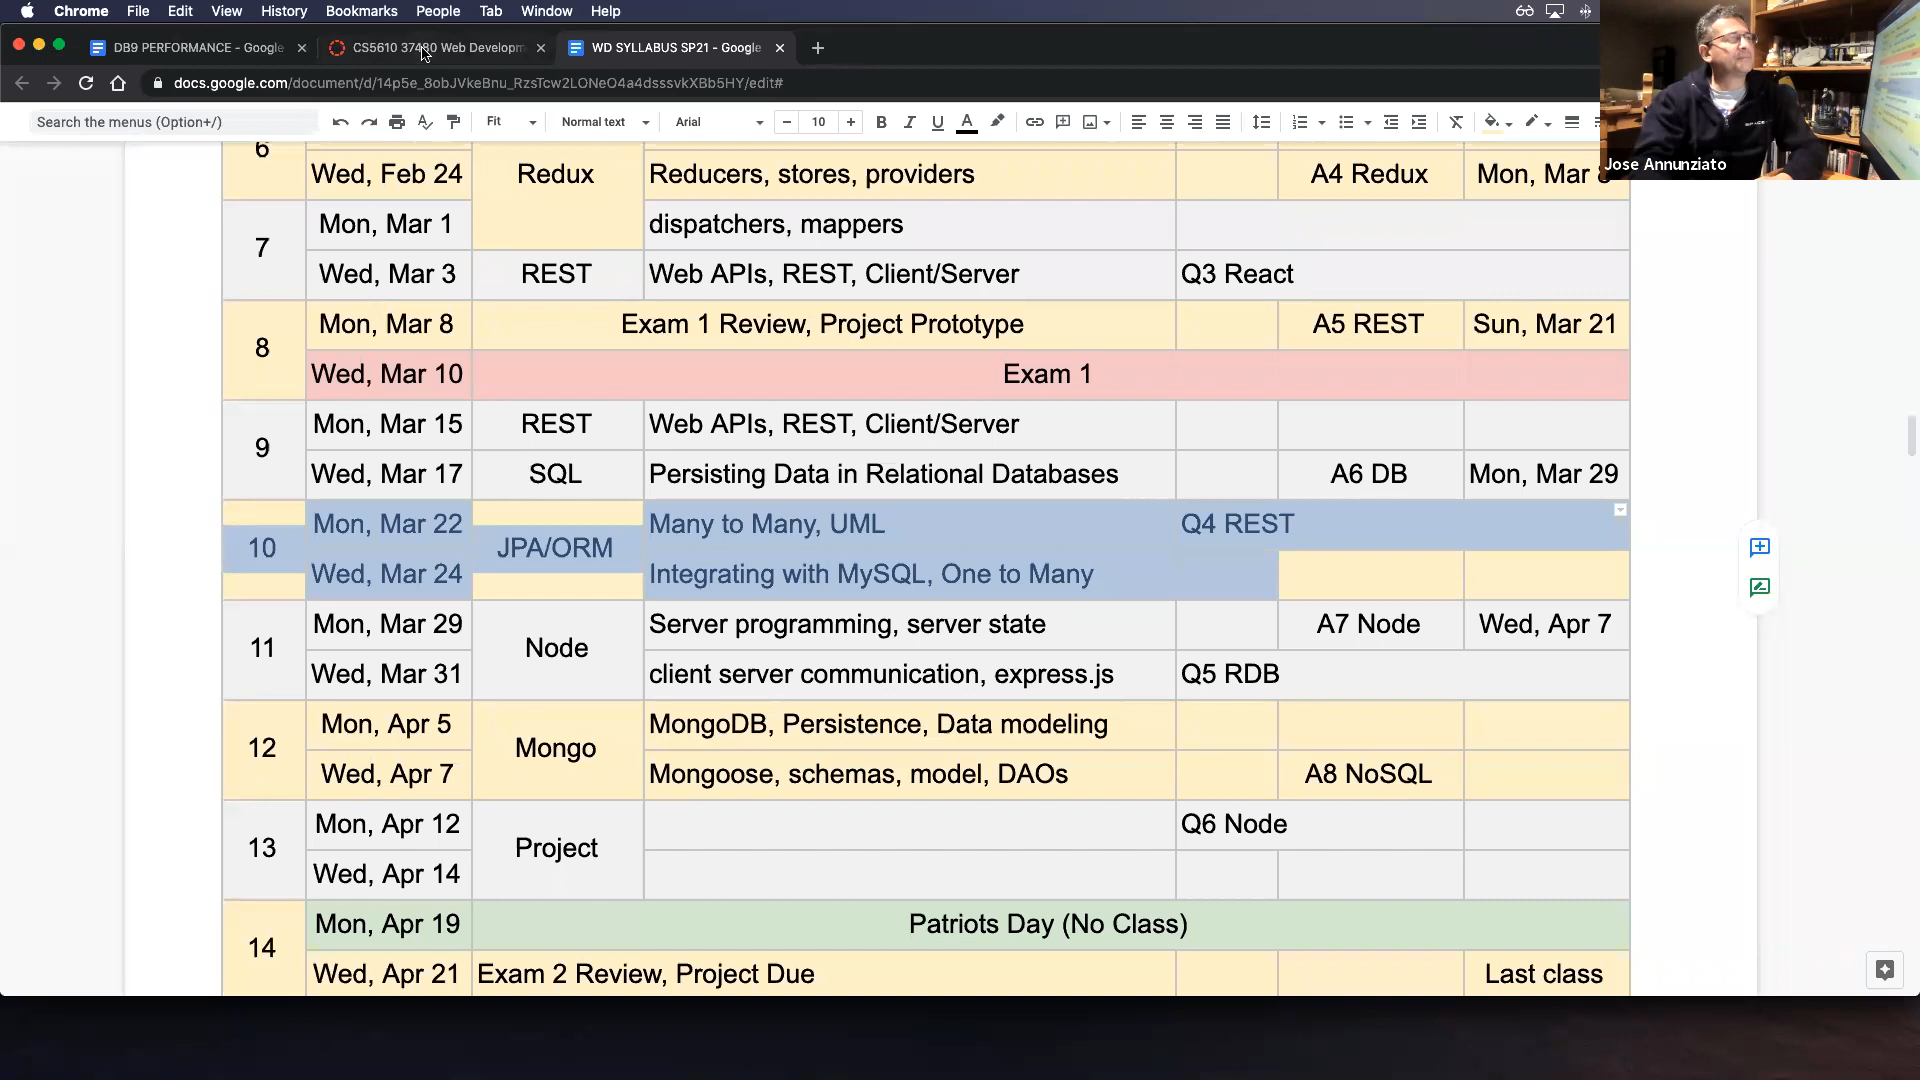 Chrome File Edit View History Bookmarks People Tab Window Help
DB9 PERFORMANCE - Google
CS5610 37480 Web Developm
WD SYLLABUS SP21 - Google
docs.google.com/document/d/14p5e_8obJVkeBnu_RzsTcw2LONeO4a4dsssvkXBb5HY/edit#
Search the menus (Option+/)
Fit Normal text Arial 10
Jose Annunziato
6
Wed, Feb 24 Redux Reducers, stores, providers A4 Redux Mon, Mar 8
7
Mon, Mar 1 dispatchers, mappers
Wed, Mar 3 REST Web APIs, REST, Client/Server Q3 React
8
Mon, Mar 8 Exam 1 Review, Project Prototype A5 REST Sun, Mar 21
Wed, Mar 10 Exam 1
9
Mon, Mar 15 REST Web APIs, REST, Client/Server
Wed, Mar 17 SQL Persisting Data in Relational Databases A6 DB Mon, Mar 29
10
Mon, Mar 22 JPA/ORM Many to Many, UML Q4 REST
Wed, Mar 24 Integrating with MySQL, One to Many
11
Mon, Mar 29 Node Server programming, server state A7 Node Wed, Apr 7
Wed, Mar 31 client server communication, express.js Q5 RDB
12
Mon, Apr 5 Mongo MongoDB, Persistence, Data modeling
Wed, Apr 7 Mongoose, schemas, model, DAOs A8 NoSQL
13
Mon, Apr 12 Project Q6 Node
Wed, Apr 14
14
Mon, Apr 19 Patriots Day (No Class)
Wed, Apr 21 Exam 2 Review, Project Due Last class